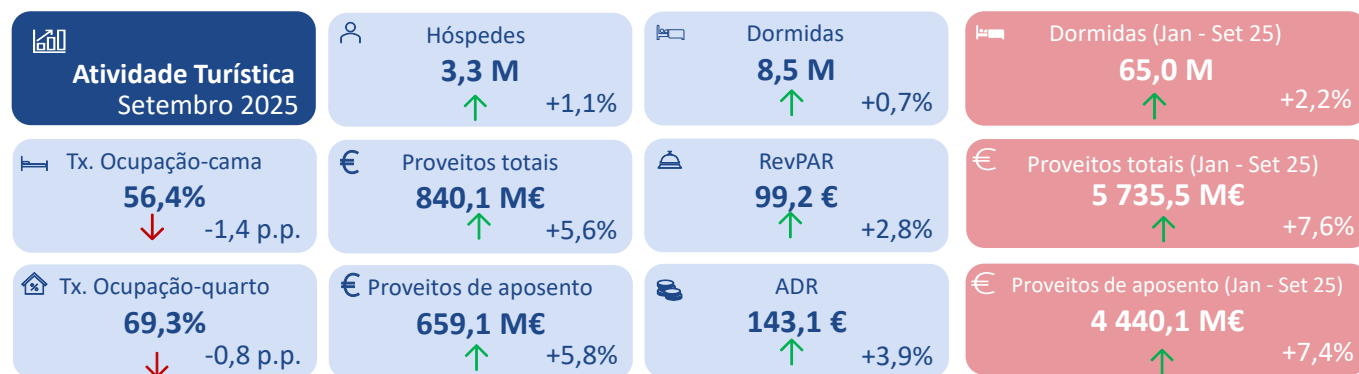 Atividade Turística
Setembro 2025
Hóspedes
3,3 M
+1,1%
Dormidas
8,5 M
+0,7%
Dormidas (Jan - Set 25)
65,0 M
+2,2%
Tx. Ocupação-cama
56,4%
-1,4 p.p.
€ Proveitos totais
840,1 M€
+5,6%
RevPAR
99,2 €
+2,8%
€ Proveitos totais (Jan - Set 25)
5 735,5 M€
+7,6%
% Tx. Ocupação-quarto
69,3%
-0,8 p.p.
€ Proveitos de aposento
659,1 M€
+5,8%
ADR
143,1 €
+3,9%
€ Proveitos de aposento (Jan - Set 25)
4 440,1 M€
+7,4%